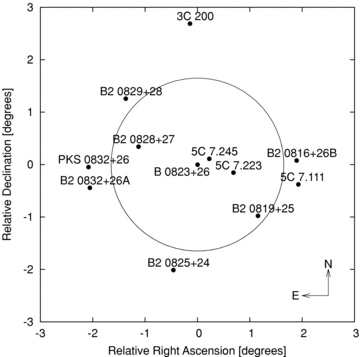 3
2
1
0
-1
-2
-3
-3 -2 -1 0 1 2 3
Relative Declination [degrees]
Relative Right Ascension [degrees]
3C 200
B2 0829+28
B2 0828+27
5C 7.245
B2 0816+26B
PKS 0832+26
B 0823+26
5C 7.223
B2 0832+26A
5C 7.111
B2 0819+25
B2 0825+24
N
E